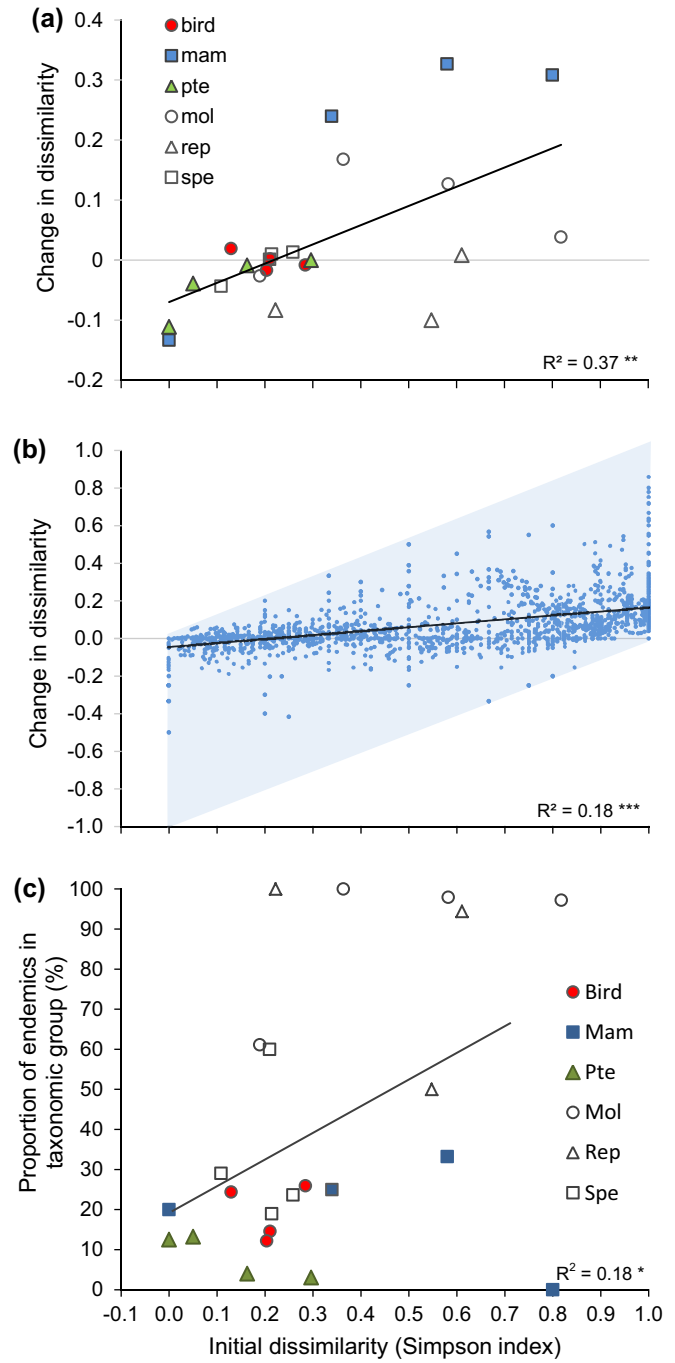 (a)
0.4
0.3
0.2
0.1
0
-0.1
-0.2
Change in dissimilarity
bird
mam
pte
mol
rep
spe
R² = 0.37 **
(b)
1.0
0.8
0.6
0.4
0.2
0.0
-0.2
-0.4
-0.6
-0.8
-1.0
Change in dissimilarity
R² = 0.18 ***
(c)
100
90
80
70
60
50
40
30
20
10
0
Proportion of endemics in
taxonomic group (%)
Bird
Mam
Pte
Mol
Rep
Spe
R² = 0.18 *
-0.1 0.0 0.1 0.2 0.3 0.4 0.5 0.6 0.7 0.8 0.9 1.0
Initial dissimilarity (Simpson index)